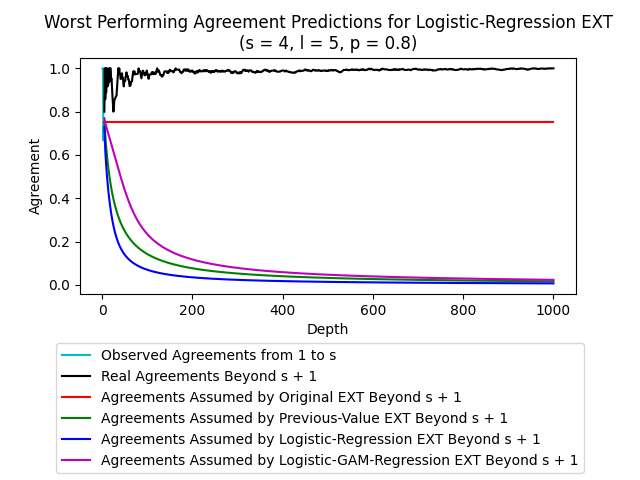 Worst Performing Agreement Predictions for Logistic-Regression EXT
(s = 4, l = 5, p = 0.8)
1.0
0.8
0.6
0.4
0.2
0.0
Agreement
0 200 400 600 800 1000
Depth
Observed Agreements from 1 to s
Real Agreements Beyond s + 1
Agreements Assumed by Original EXT Beyond s + 1
Agreements Assumed by Previous-Value EXT Beyond s + 1
Agreements Assumed by Logistic-Regression EXT Beyond s + 1
Agreements Assumed by Logistic-GAM-Regression EXT Beyond s + 1